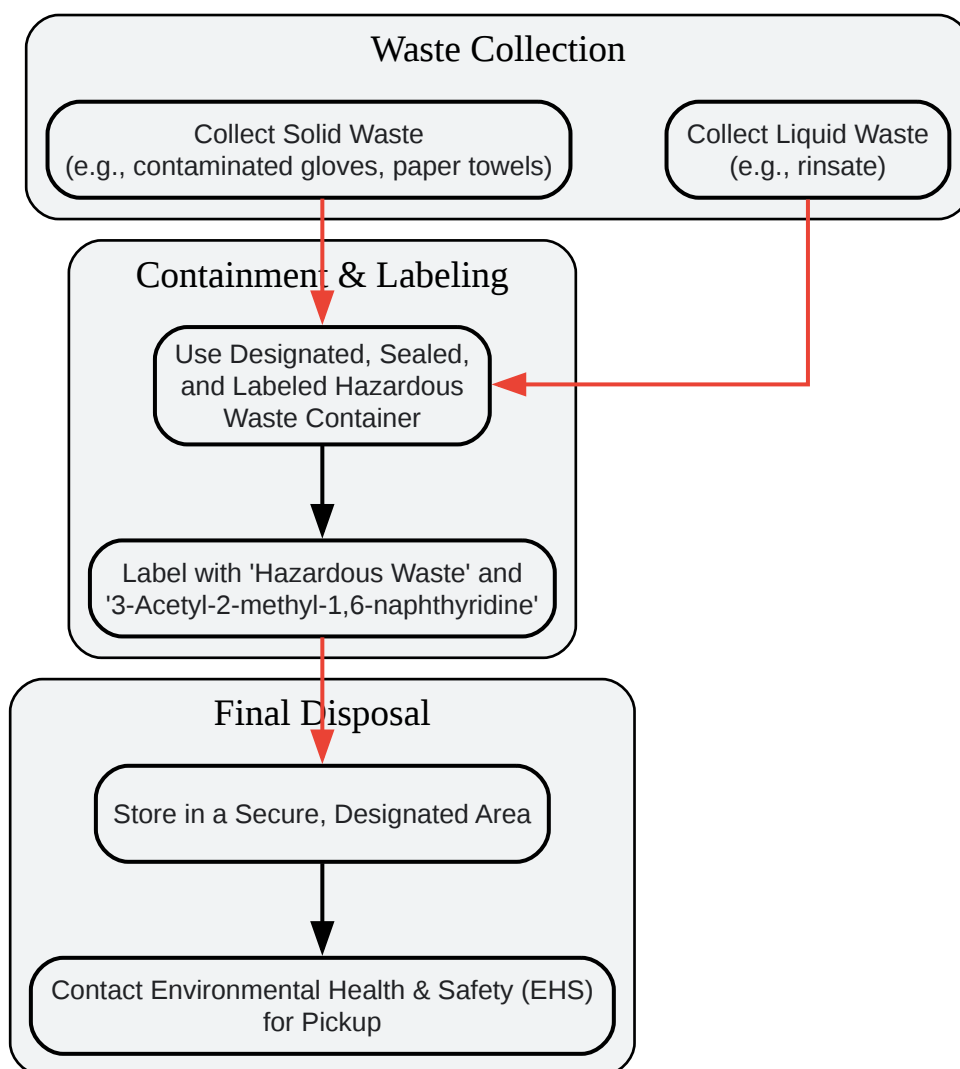 Waste Collection
Collect Solid Waste
(e.g., contaminated gloves, paper towels)
Collect Liquid Waste
(e.g., rinsate)
Containment & Labeling
Use Designated, Sealed,
and Labeled Hazardous
Waste Container
Label with 'Hazardous Waste' and
'3-Acetyl-2-methyl-1,6-naphthyridine'
Final Disposal
Store in a Secure, Designated Area
Contact Environmental Health & Safety (EHS)
for Pickup